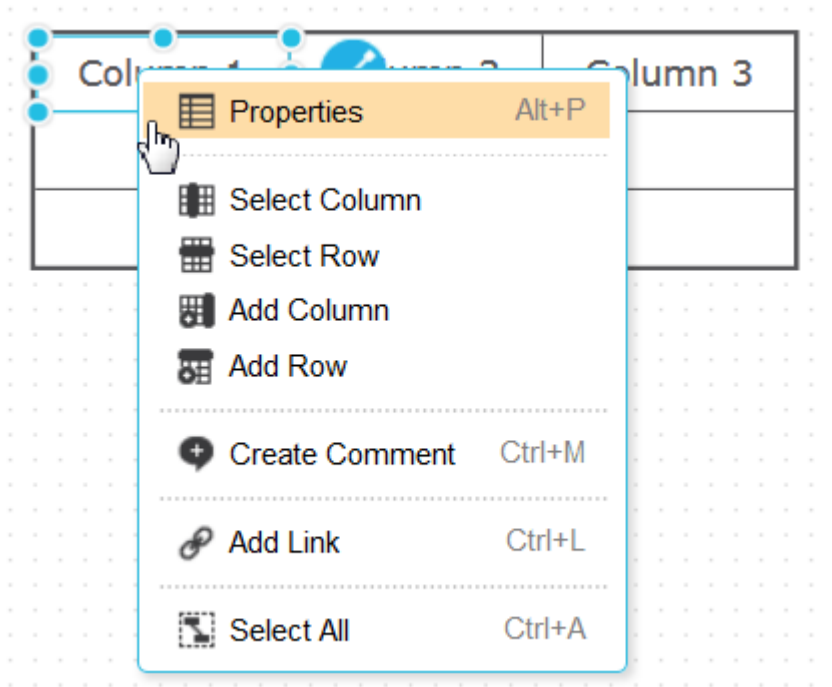 Column 3
Properties Alt+P
Select Column
Select Row
Add Column
Add Row
Create Comment Ctrl+M
Add Link Ctrl+L
Select All Ctrl+A